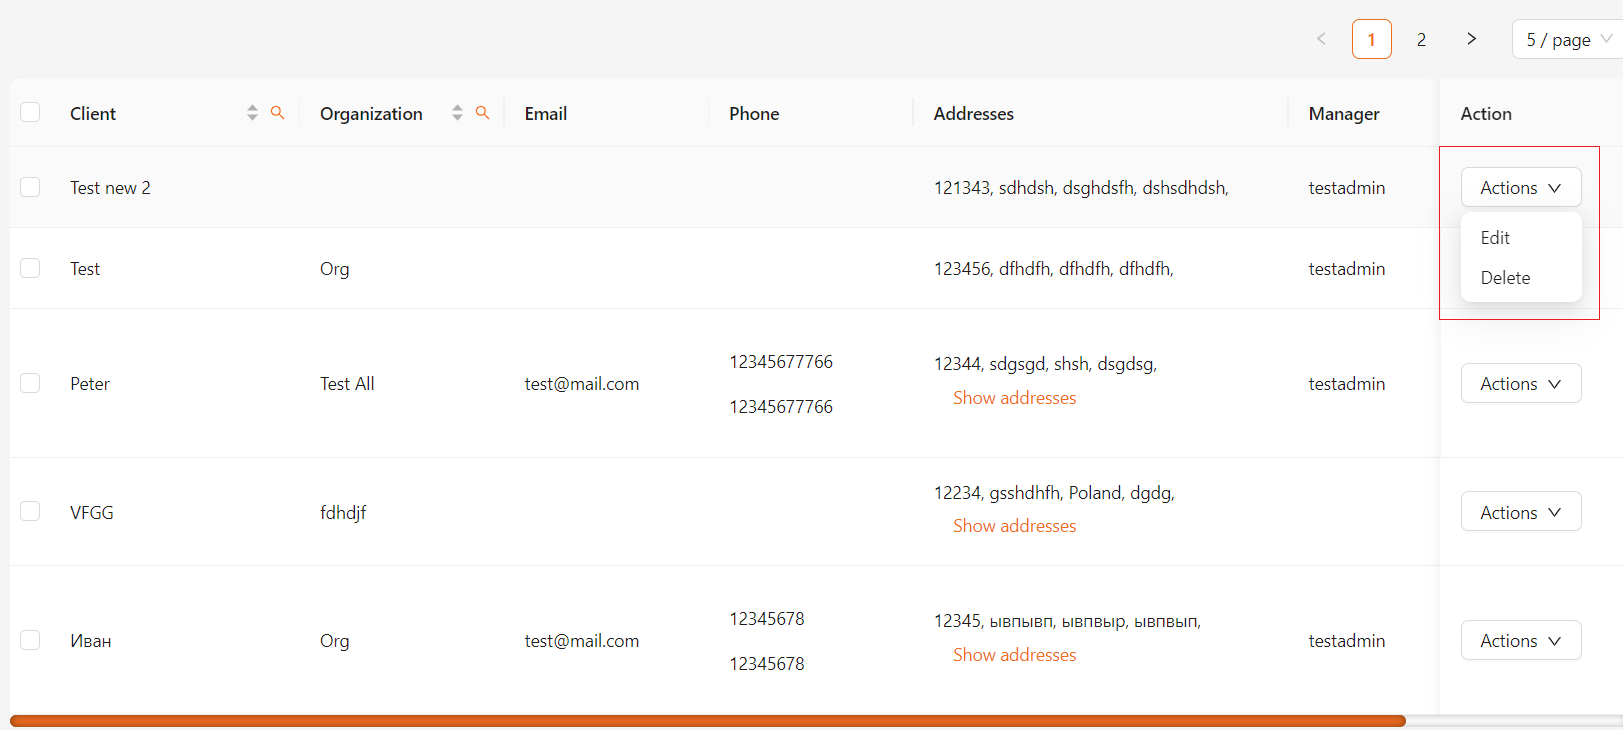 < 1 2 > 5 / page
Client Organization Email Phone Addresses Manager Action
Test new 2 121343, sdhdsh, dsghdsfh, dshsdhdsh, testadmin Actions
Edit
Test Org 123456, dfhdfh, dfhdfh, dfhdfh, testadmin
Delete
Peter Test All test@mail.com 12345677766 12344, sdgsgd, shsh, dsgdsg, testadmin Actions
12345677766 Show addresses
VFGG fdhdjf 12234, gsshdhfh, Poland, dgdg, Actions
Show addresses
Иван Org test@mail.com 12345678 12345, ывпывп, ывпвыр, ывпвып, testadmin Actions
12345678 Show addresses